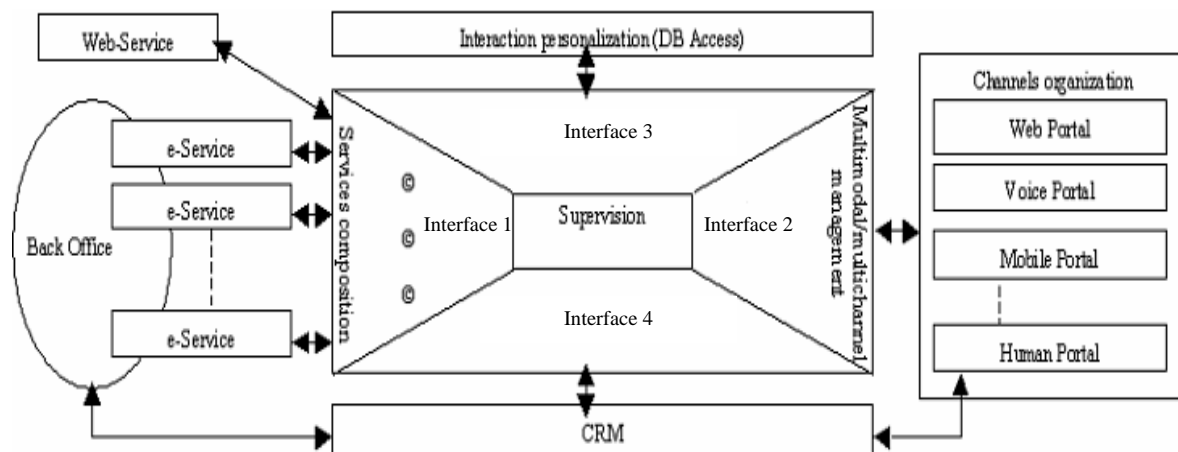 Web-Service
Interaction personalization (DB Access)
Channels organization
Web Portal
Voice Portal
Mobile Portal
Human Portal
e-Service
e-Service
e-Service
Back Office
Services composition
©
©
©
Interface 1
Interface 3
Supervision
Interface 2
Interface 4
Multimodal/multichannel
management
CRM